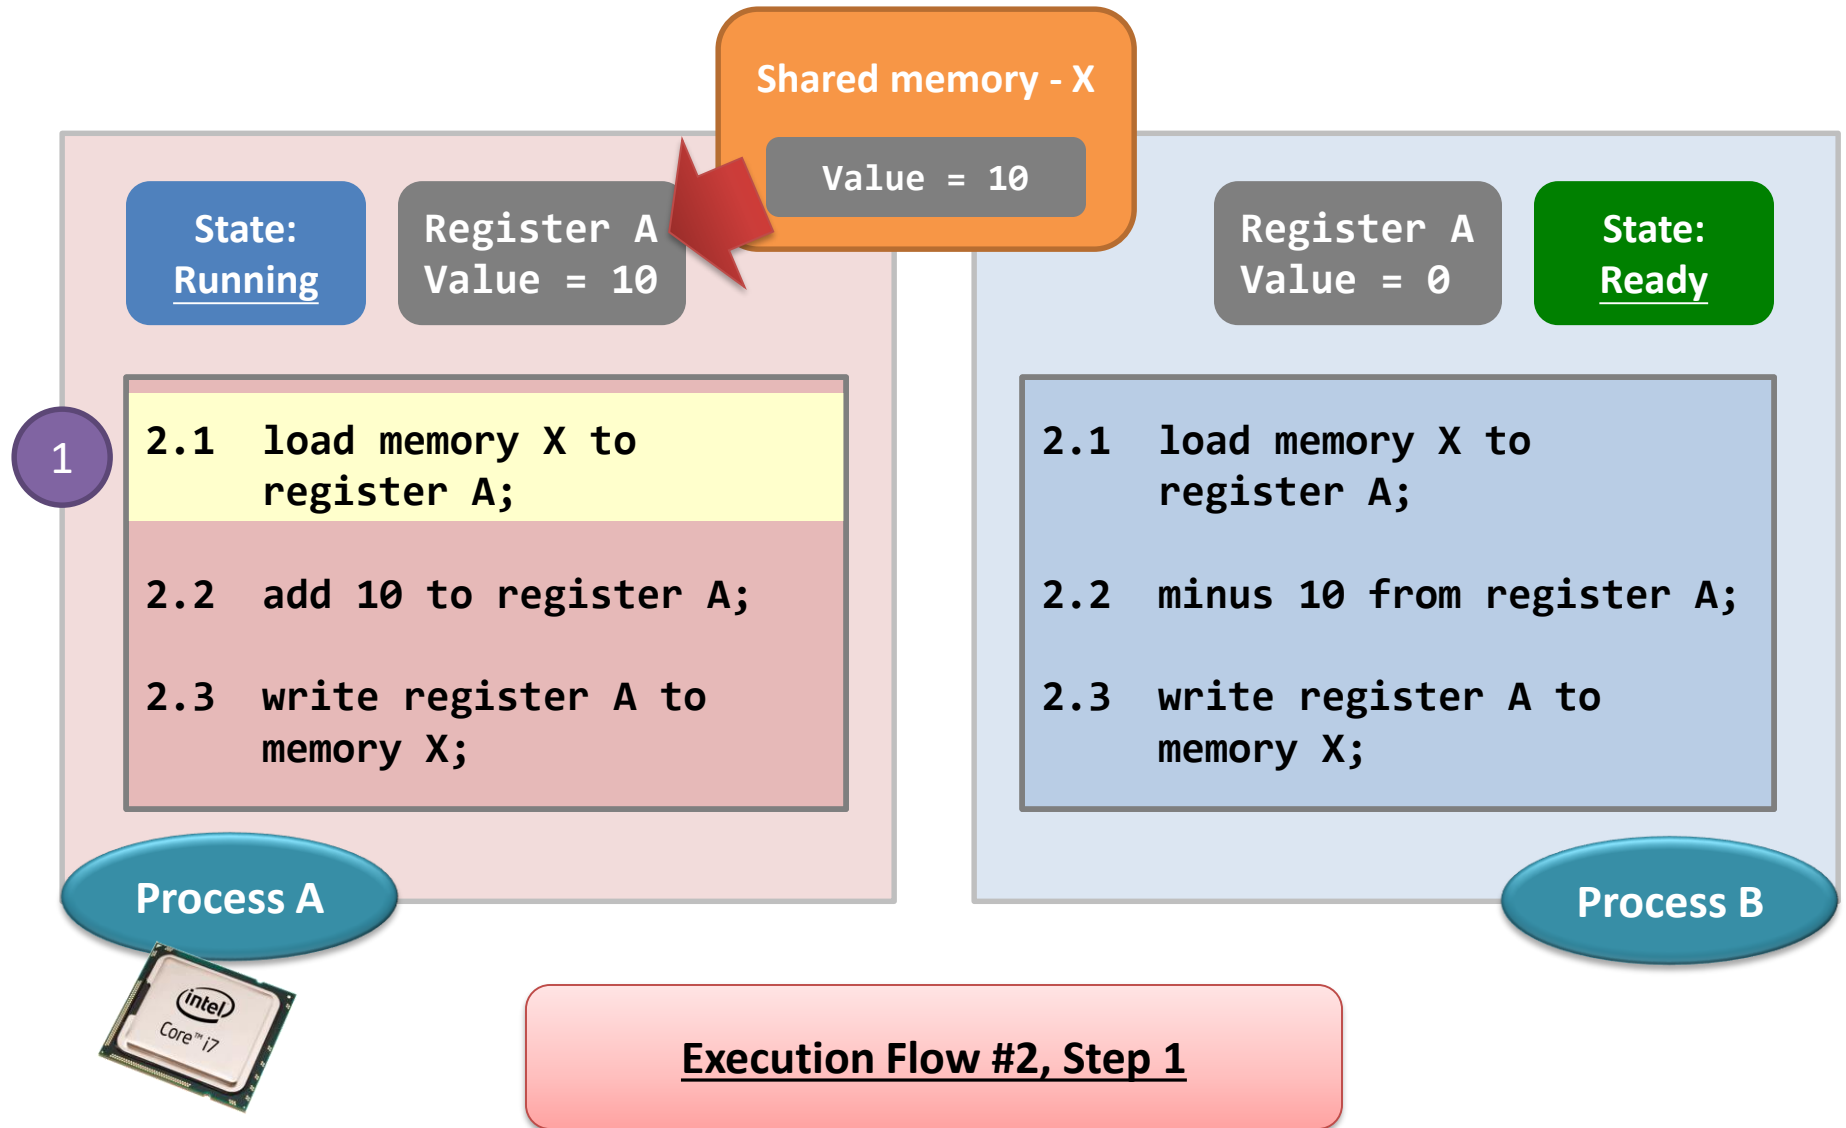 Shared memory - X
Value = 10
State:
Running
Register A
Value = 10
Register A
Value = 0
State:
Ready
1
2.1 load memory X to
register A;
2.2 add 10 to register A;
2.3 write register A to
memory X;
2.1 load memory X to
register A;
2.2 minus 10 from register A;
2.3 write register A to
memory X;
Process A
Process B
intel
Core™ i7
Execution Flow #2, Step 1